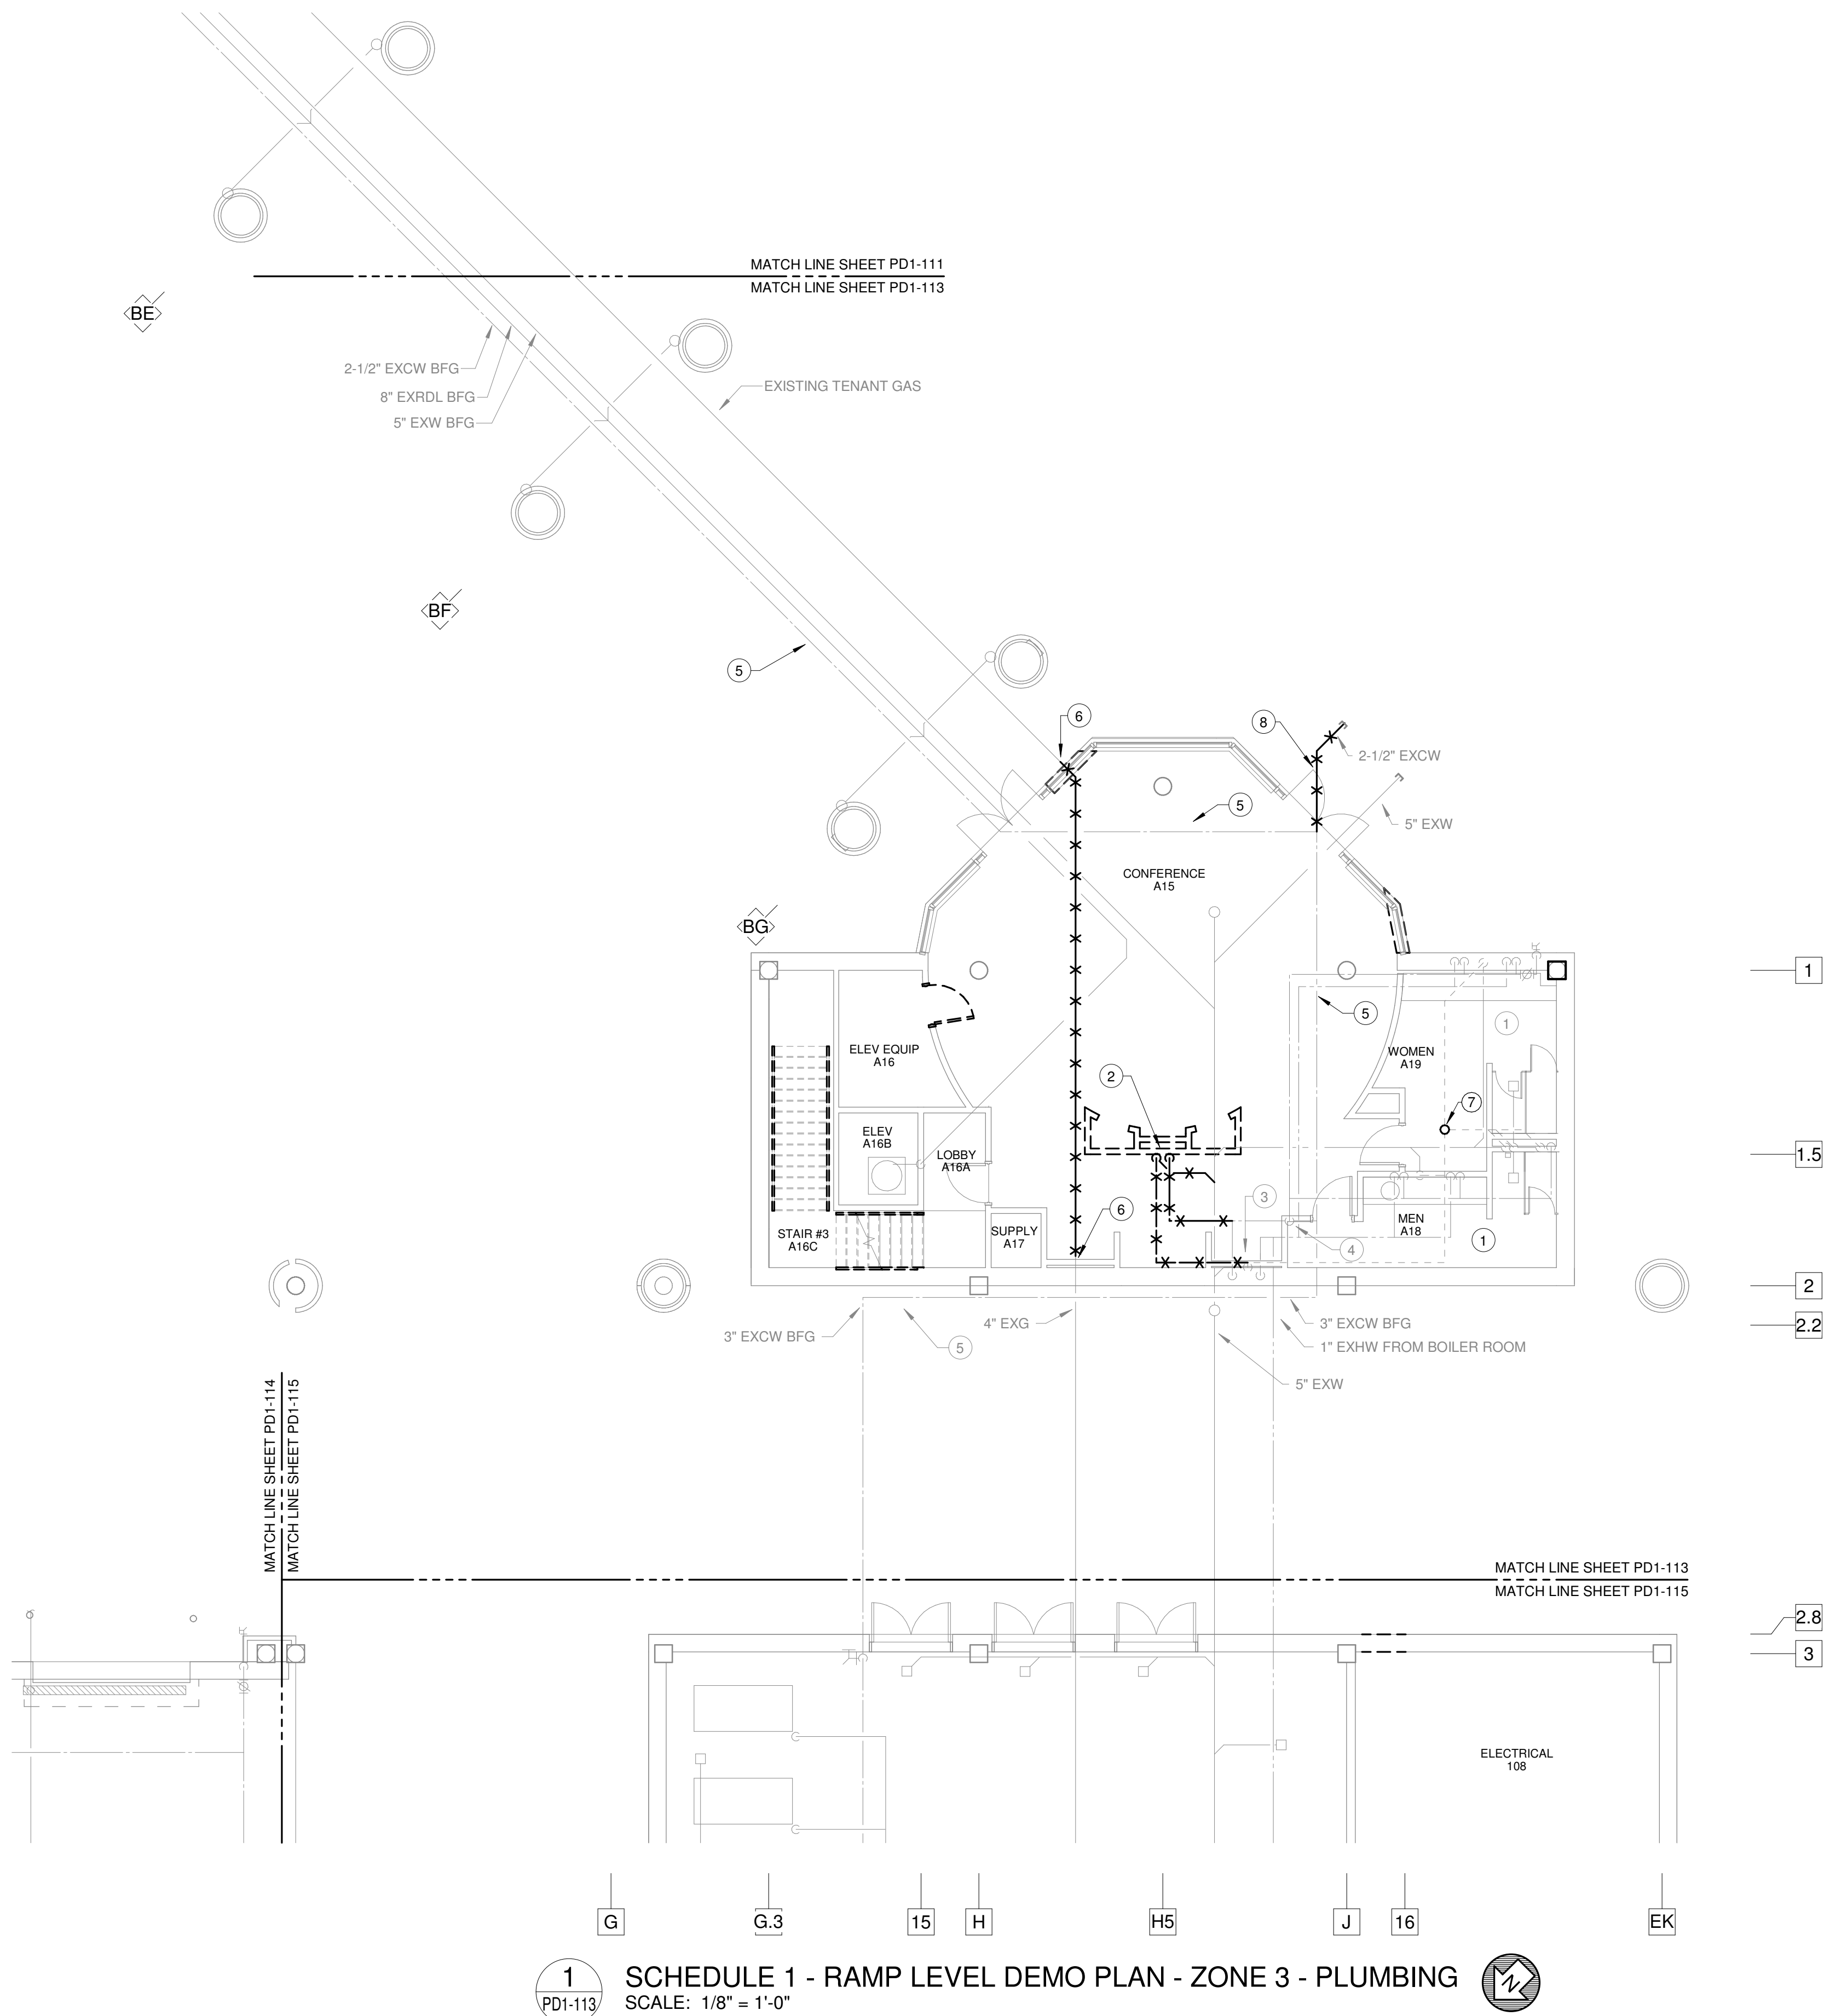 MATCH LINE SHEET PD1-111
MATCH LINE SHEET PD1-113
BE
2-1/2" EXCW BFG
8" EXRDL BFG
5" EXW BFG
EXISTING TENANT GAS
BF
5
6
8
2-1/2" EXCW
5
5" EXW
CONFERENCE
A15
BG
1
5
1
ELEV EQUIP
A16
WOMEN
A19
2
7
ELEV
A16B
LOBBY
A16A
1.5
3
6
STAIR #3
A16C
SUPPLY
A17
MEN
A18
1
4
2
3" EXCW BFG
4" EXG
3" EXCW BFG
2.2
5
1" EXHW FROM BOILER ROOM
5" EXW
MATCH LINE SHEET PD1-114
MATCH LINE SHEET PD1-115
MATCH LINE SHEET PD1-113
MATCH LINE SHEET PD1-115
2.8
3
ELECTRICAL
108
G
G.3
15
H
H5
J
16
EK
1
PD1-113
SCHEDULE 1 - RAMP LEVEL DEMO PLAN - ZONE 3 - PLUMBING
SCALE: 1/8" = 1'-0"
N